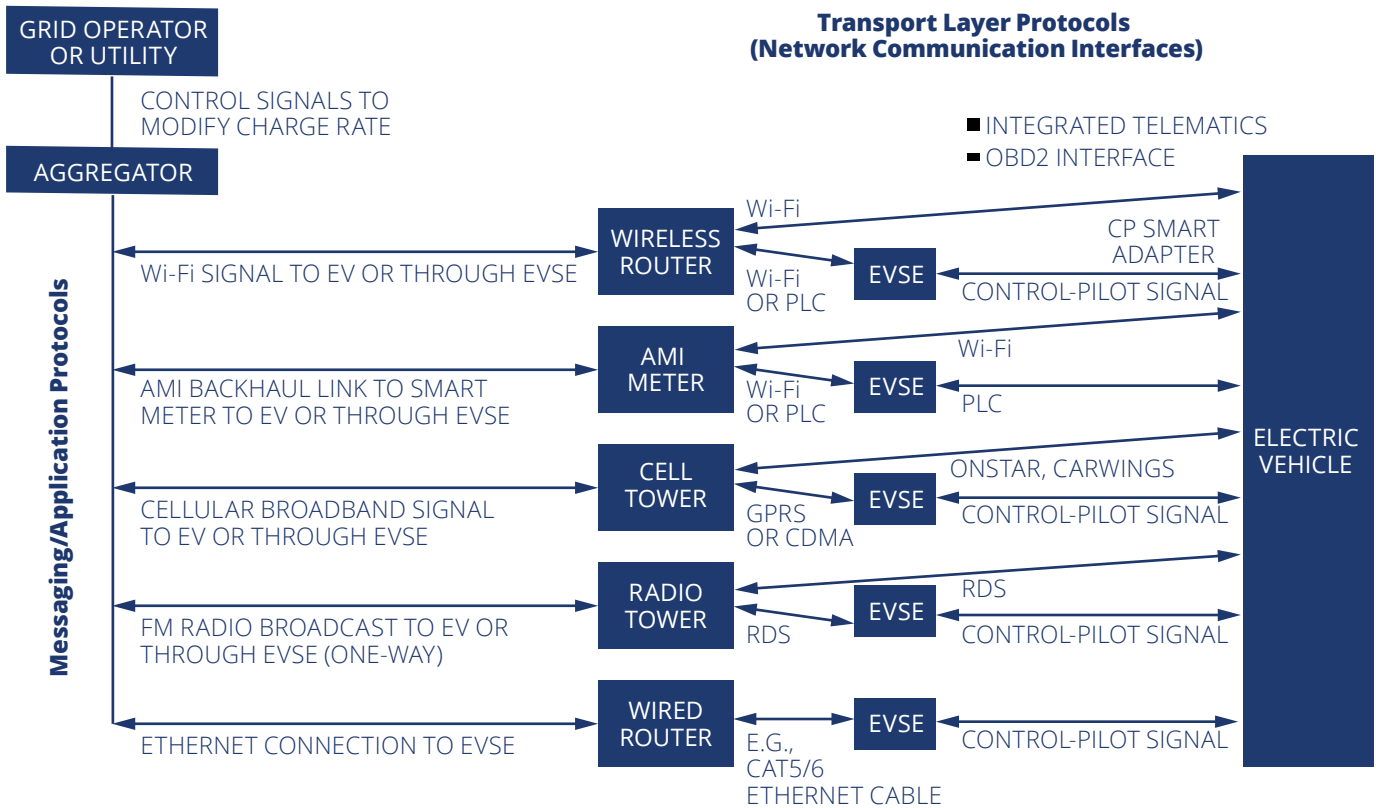 GRID OPERATOR
OR UTILITY
Transport Layer Protocols
(Network Communication Interfaces)
CONTROL SIGNALS TO
MODIFY CHARGE RATE
INTEGRATED TELEMATICS
OBD2 INTERFACE
AGGREGATOR
Messaging/Application Protocols
Wi-Fi SIGNAL TO EV OR THROUGH EVSE
WIRELESS
ROUTER
Wi-Fi
Wi-Fi
OR PLC
EVSE
CP SMART
ADAPTER
CONTROL-PILOT SIGNAL
AMI BACKHAUL LINK TO SMART
METER TO EV OR THROUGH EVSE
AMI
METER
Wi-Fi
Wi-Fi
OR PLC
EVSE
PLC
CELLULAR BROADBAND SIGNAL
TO EV OR THROUGH EVSE
CELL
TOWER
ONSTAR, CARWINGS
GPRS
OR CDMA
EVSE
CONTROL-PILOT SIGNAL
ELECTRIC
VEHICLE
FM RADIO BROADCAST TO EV OR
THROUGH EVSE (ONE-WAY)
RADIO
TOWER
RDS
RDS
EVSE
CONTROL-PILOT SIGNAL
ETHERNET CONNECTION TO EVSE
WIRED
ROUTER
E.G.,
CAT5/6
ETHERNET CABLE
EVSE
CONTROL-PILOT SIGNAL